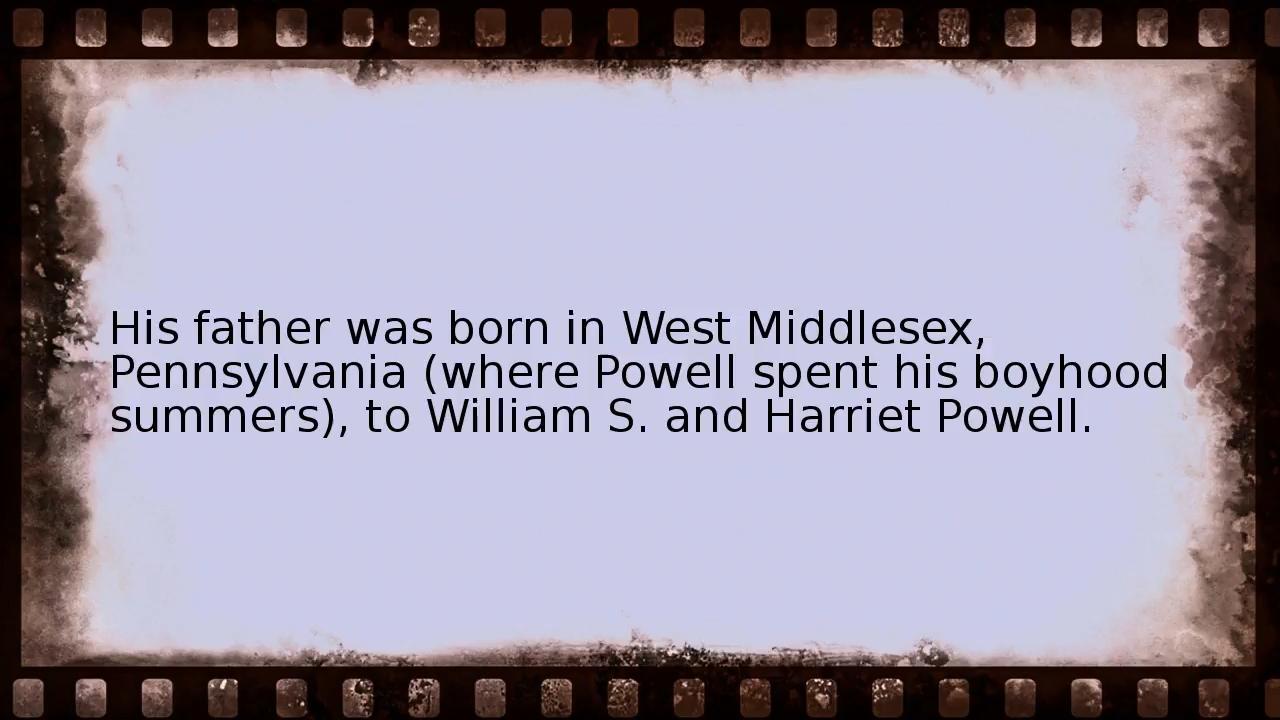 His father was born in West Middlesex,
Pennsylvania (where Powell spent his boyhood
summers), to William S. and Harriet Powell.